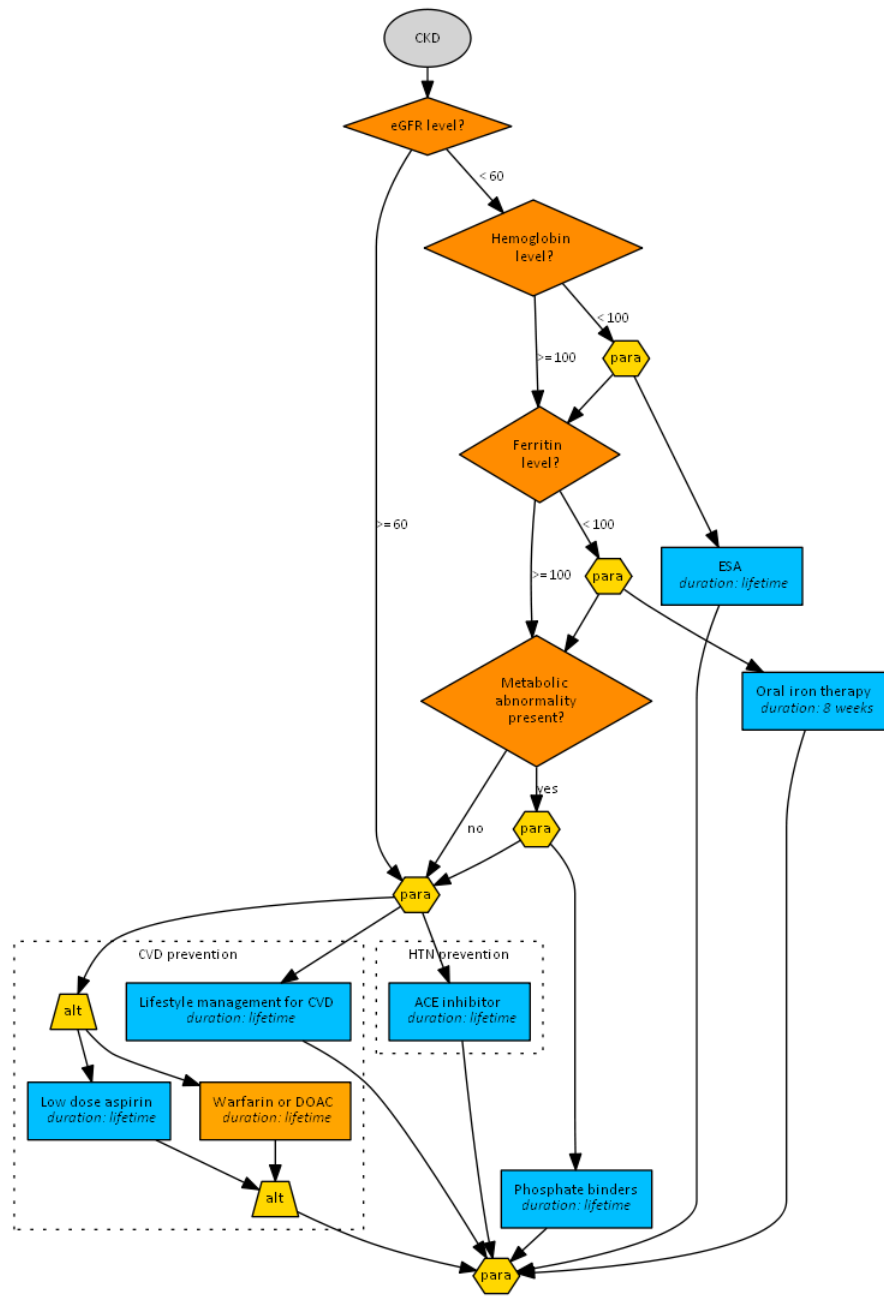 CKD
eGFR level?
< 60
Hemoglobin
level?
< 100
>= 100
para
Ferritin
level?
>= 60
< 100
>= 100
para
ESA
duration: lifetime
Metabolic
abnormality
present?
Oral iron therapy
duration: 8 weeks
yes
no
para
para
CVD prevention
HTN prevention
alt
Lifestyle management for CVD
duration: lifetime
ACE inhibitor
duration: lifetime
Low dose aspirin
duration: lifetime
Warfarin or DOAC
duration: lifetime
alt
Phosphate binders
duration: lifetime
para